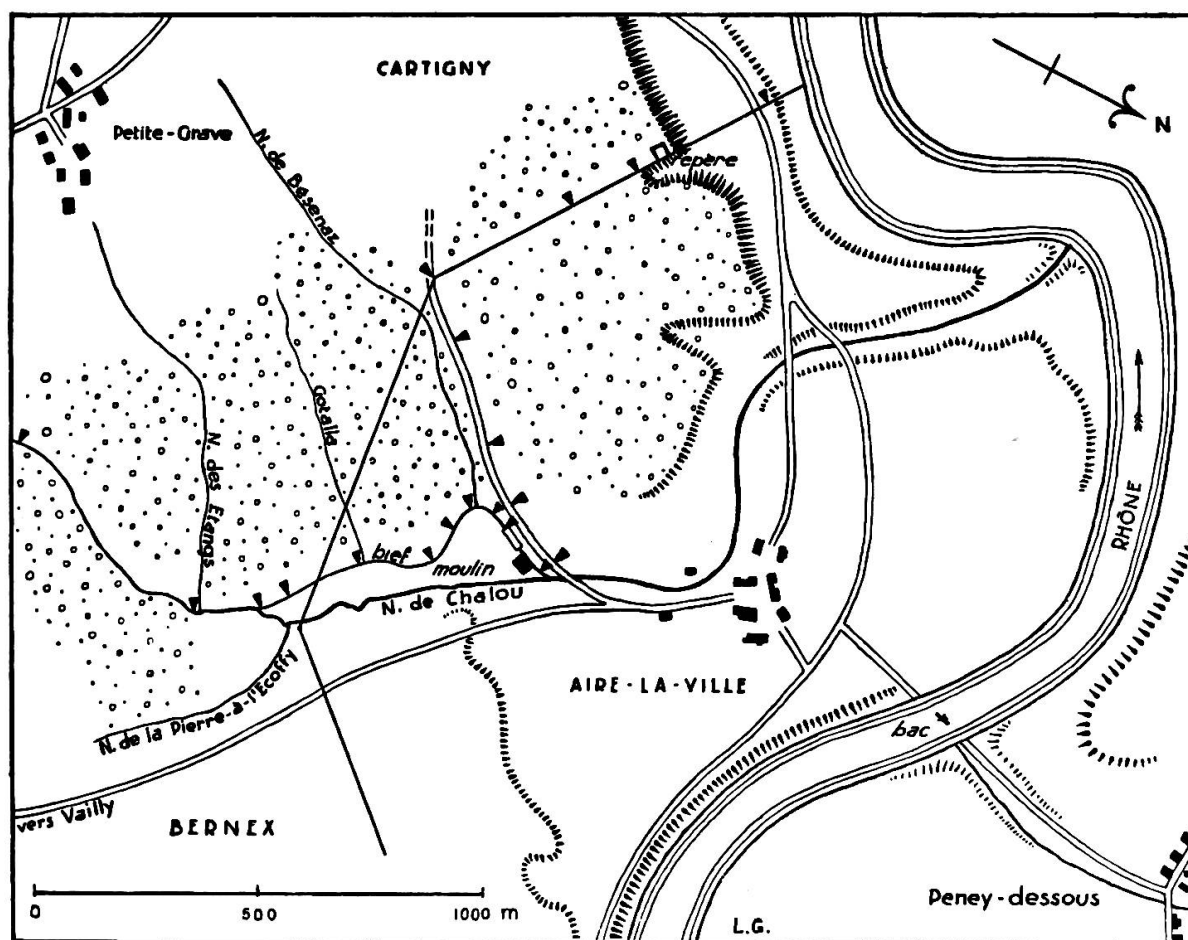 CARTIGNY
Petite-Grave
N. de Bésenaz
repère
N
N. des Etangs
Gotalla
bief
moulin
N. de Chalou
RHÔNE
N. de la Pierre-à-l'Ecoffy
AIRE-LA-VILLE
bac
vers Vailly
BERNEX
0 500 1000 m
Peney-dessous
L.G.